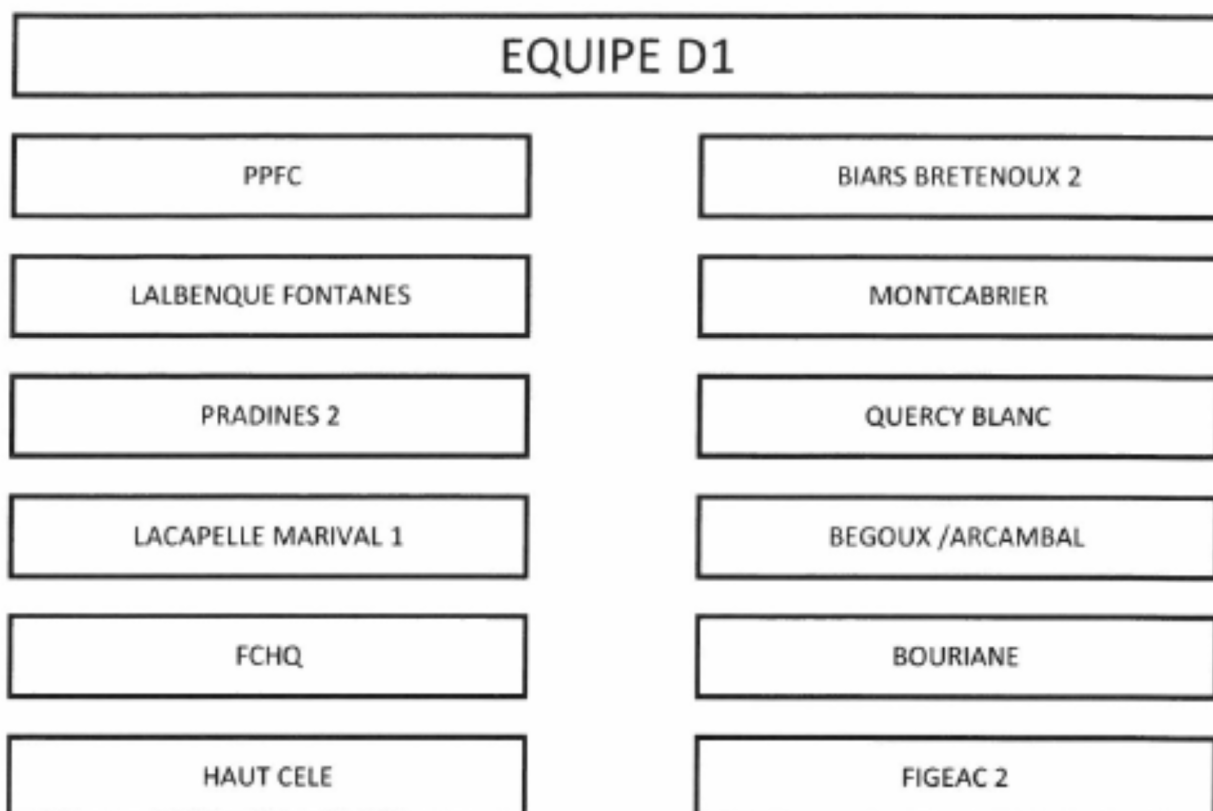 EQUIPE D1
PPFC
BIARS BRETENOUX 2
LALBENQUE FONTANES
MONTCABRIER
PRADINES 2
QUERCY BLANC
LACAPELLE MARIVAL 1
BEGOUX /ARCAMBAL
FCHQ
BOURIANE
HAUT CELE
FIGEAC 2